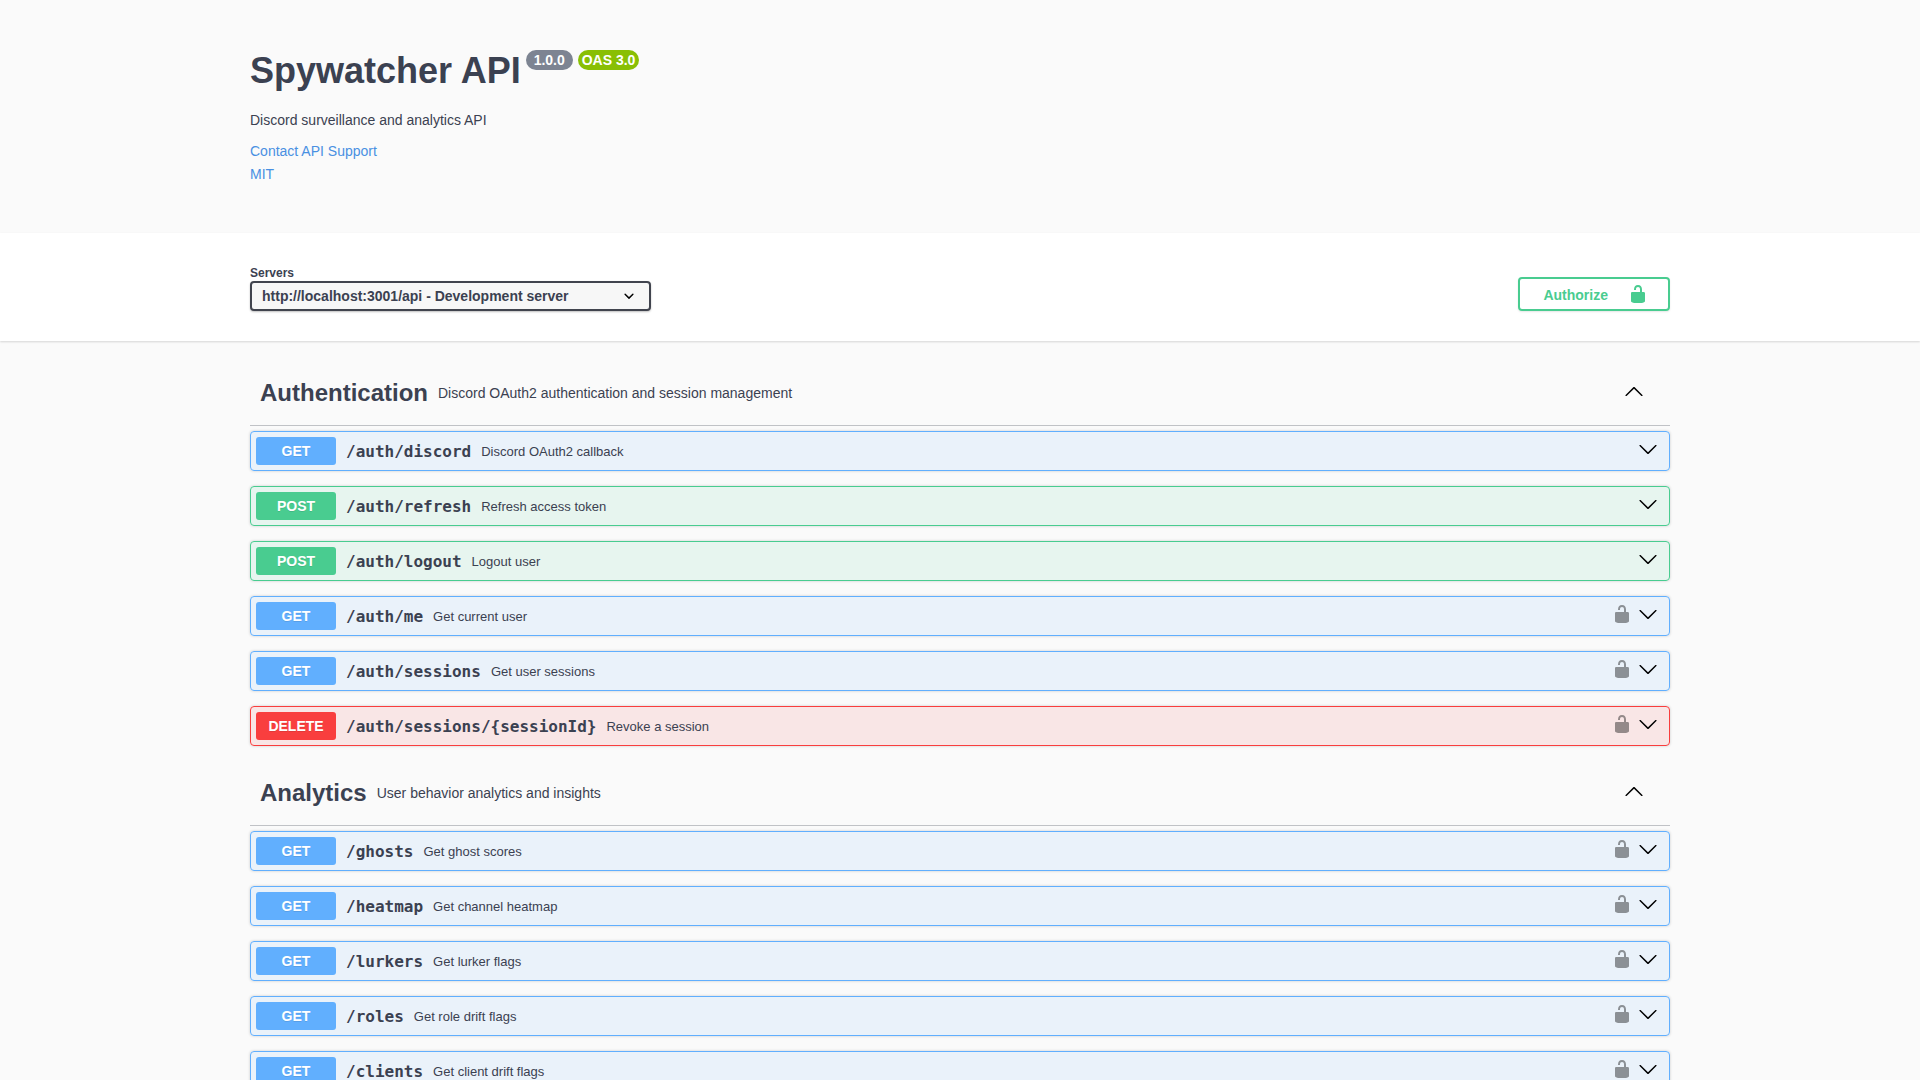 Spywatcher API 1.0.0 OAS 3.0
Discord surveillance and analytics API
Contact API Support
MIT
Servers
http://localhost:3001/api - Development server
Authorize
Authentication Discord OAuth2 authentication and session management
GET /auth/discord Discord OAuth2 callback
POST /auth/refresh Refresh access token
POST /auth/logout Logout user
GET /auth/me Get current user
GET /auth/sessions Get user sessions
DELETE /auth/sessions/{sessionId} Revoke a session
Analytics User behavior analytics and insights
GET /ghosts Get ghost scores
GET /heatmap Get channel heatmap
GET /lurkers Get lurker flags
GET /roles Get role drift flags
GET /clients Get client drift flags